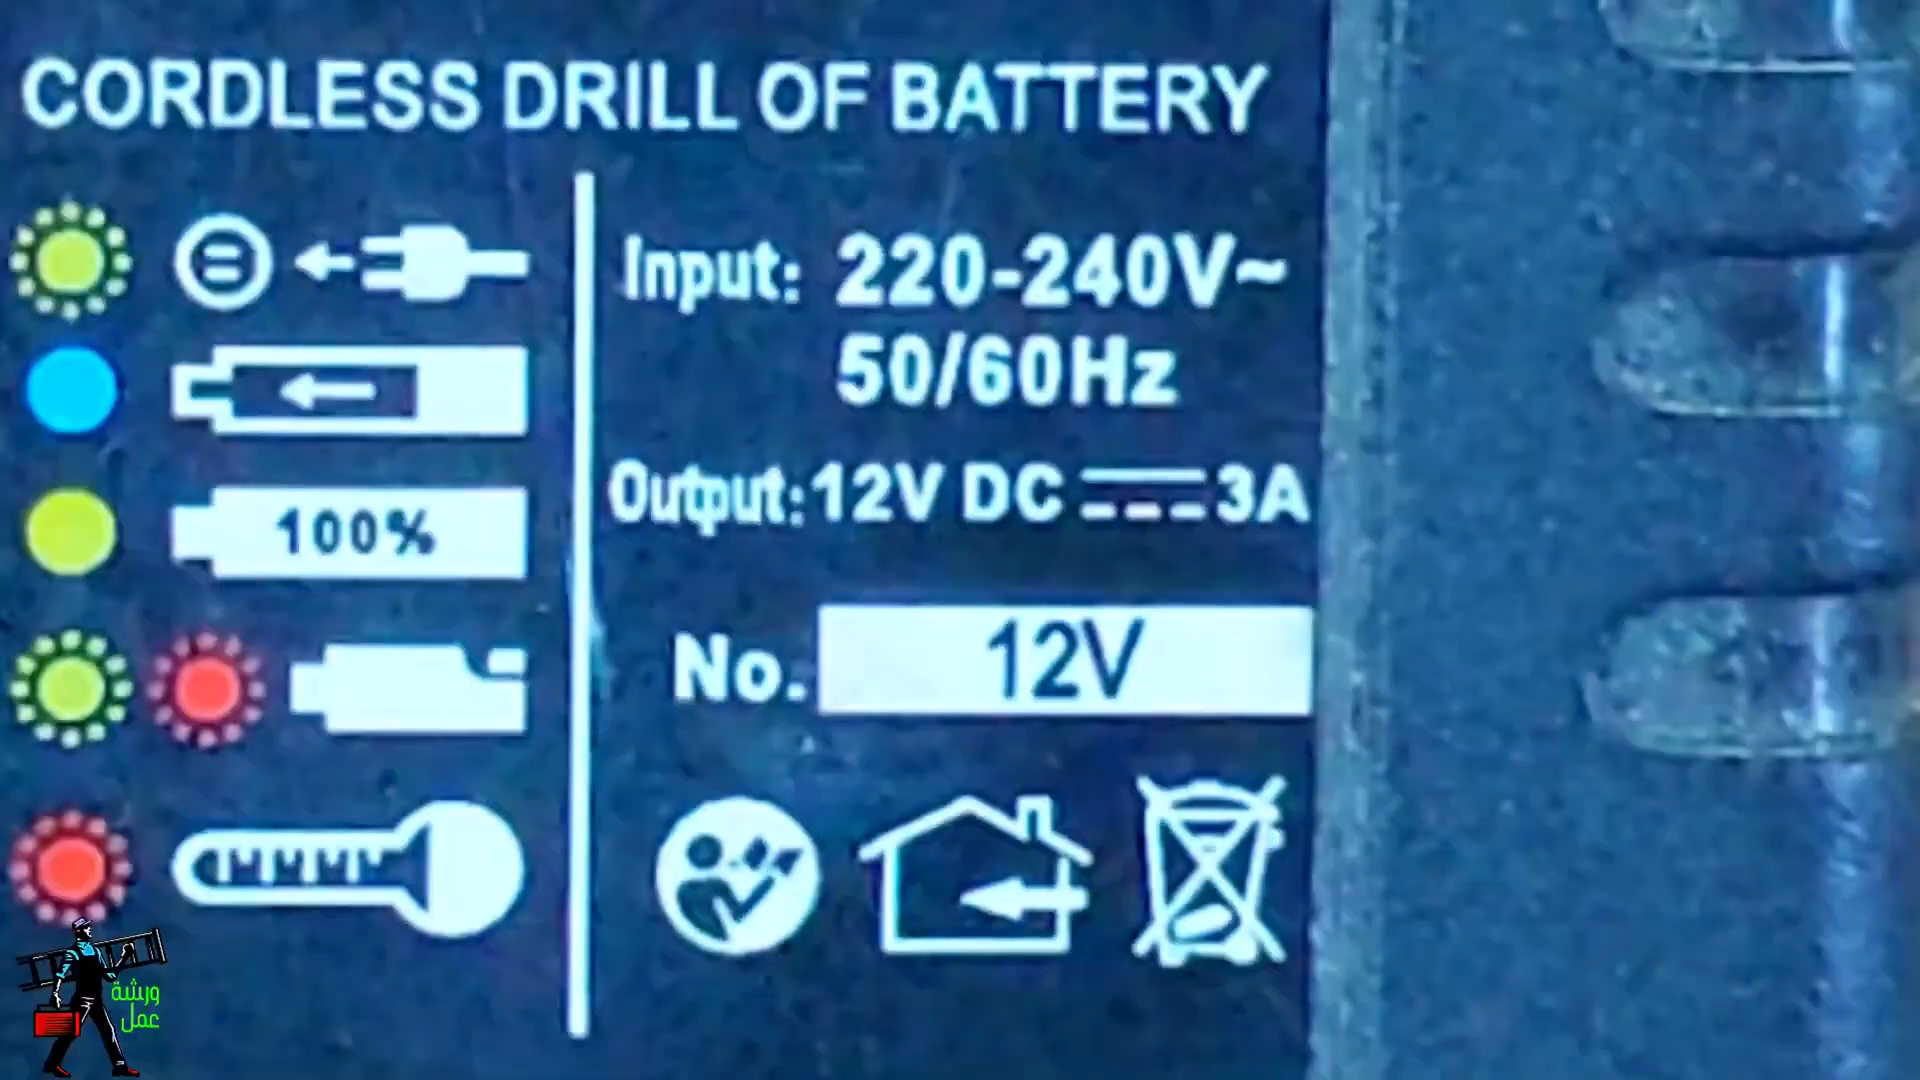 CORDLESS DRILL OF BATTERY
100%
Input: 220-240V~
50/60Hz
Output: 12V DC 3A
No. 12V
ورشة
عمل